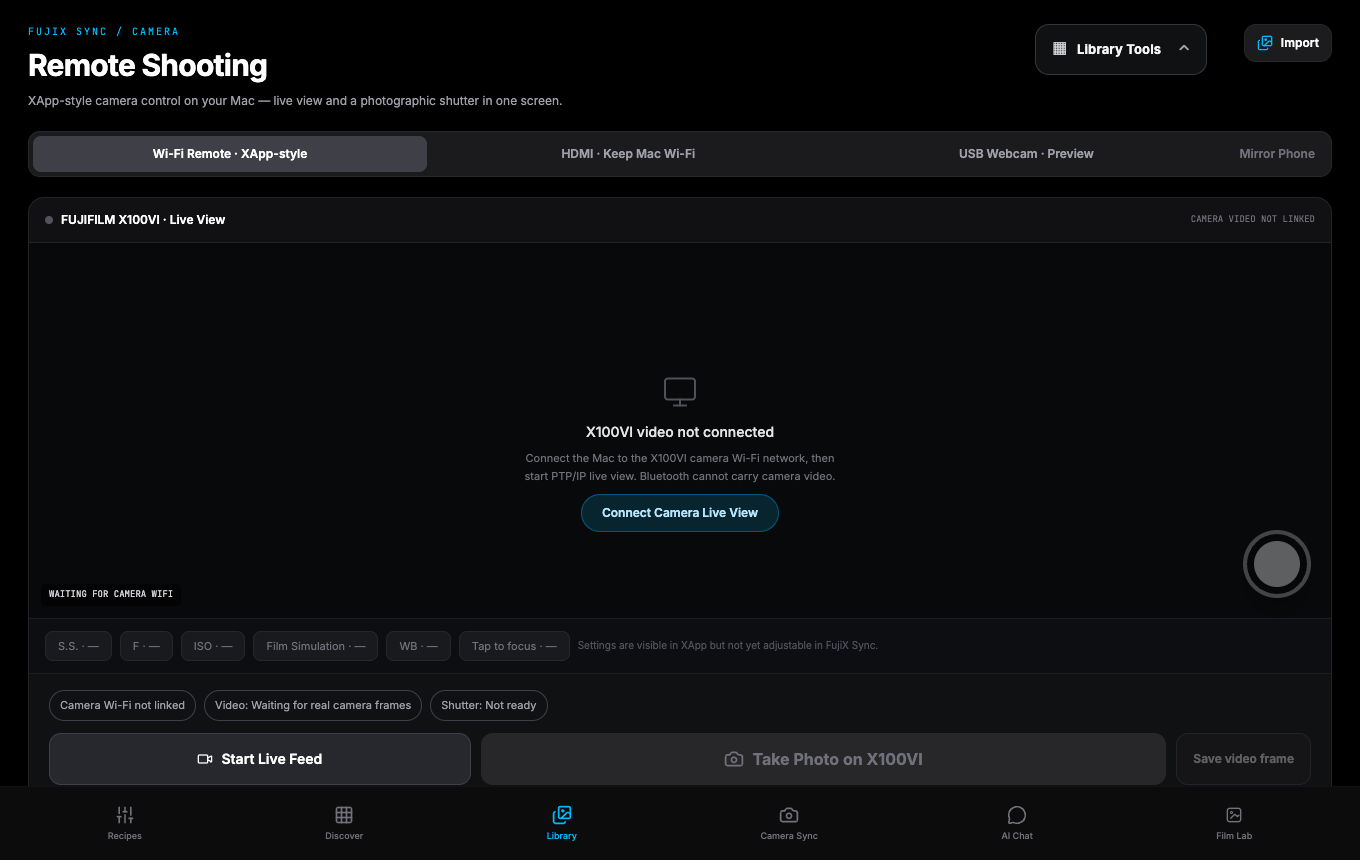 FUJIX SYNC / CAMERA
Remote Shooting
XApp-style camera control on your Mac — live view and a photographic shutter in one screen.
Library Tools
Import
Wi-Fi Remote · XApp-style
HDMI · Keep Mac Wi-Fi
USB Webcam · Preview
Mirror Phone
FUJIFILM X100VI · Live View
CAMERA VIDEO NOT LINKED
X100VI video not connected
Connect the Mac to the X100VI camera Wi-Fi network, then
start PTP/IP live view. Bluetooth cannot carry camera video.
Connect Camera Live View
WAITING FOR CAMERA WIFI
S.S. · —
F · —
ISO · —
Film Simulation · —
WB · —
Tap to focus · —
Settings are visible in XApp but not yet adjustable in FujiX Sync.
Camera Wi-Fi not linked
Video: Waiting for real camera frames
Shutter: Not ready
Start Live Feed
Take Photo on X100VI
Save video frame
Recipes
Discover
Library
Camera Sync
AI Chat
Film Lab